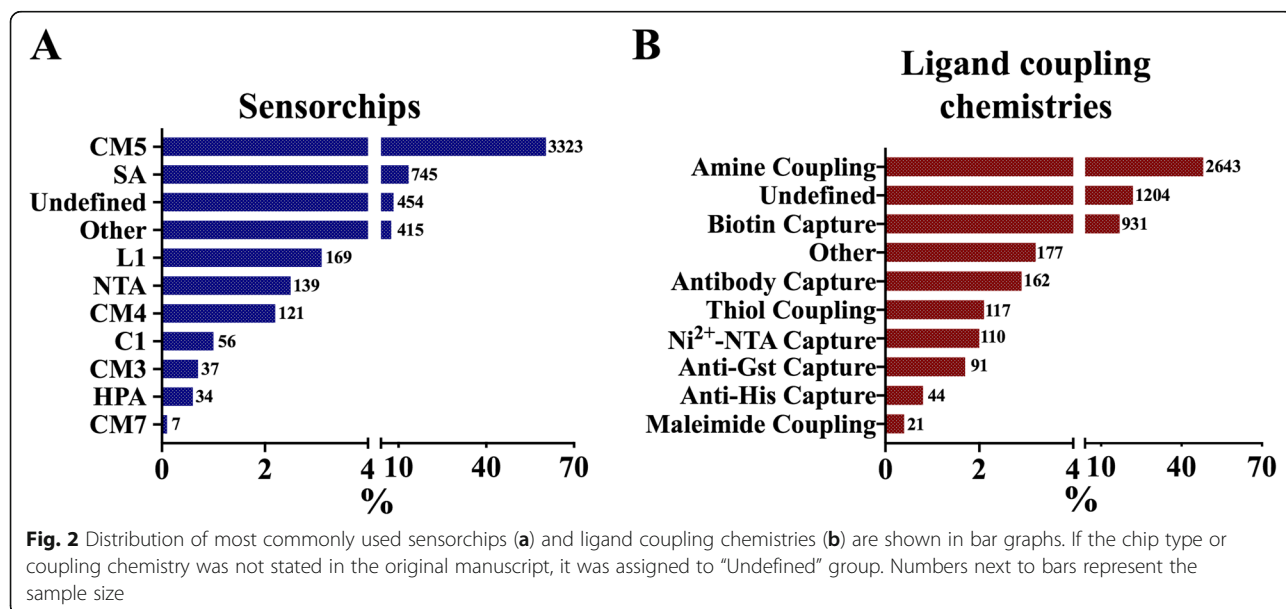 A
Sensorchips
CM5 3323
SA 745
Undefined 454
Other 415
L1 169
NTA 139
CM4 121
C1 56
CM3 37
HPA 34
CM7 7
0 2 4 10 40 70
%
B
Ligand coupling
chemistries
Amine Coupling 2643
Undefined 1204
Biotin Capture 931
Other 177
Antibody Capture 162
Thiol Coupling 117
Ni²⁺-NTA Capture 110
Anti-Gst Capture 91
Anti-His Capture 44
Maleimide Coupling 21
0 2 4 10 40 70
%
Fig. 2 Distribution of most commonly used sensorchips (a) and ligand coupling chemistries (b) are shown in bar graphs. If the chip type or
coupling chemistry was not stated in the original manuscript, it was assigned to “Undefined” group. Numbers next to bars represent the
sample size